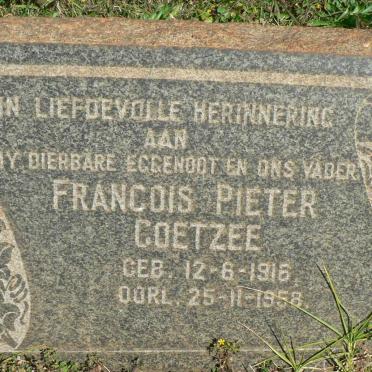 IN LIEFDEVOLLE HERINNERING
AAN
MY DIERBARE EGGENOOT EN ONS VADER
FRANCOIS PIETER
COETZEE
GEB. 12-6-1916
OORL. 25-11-1958.